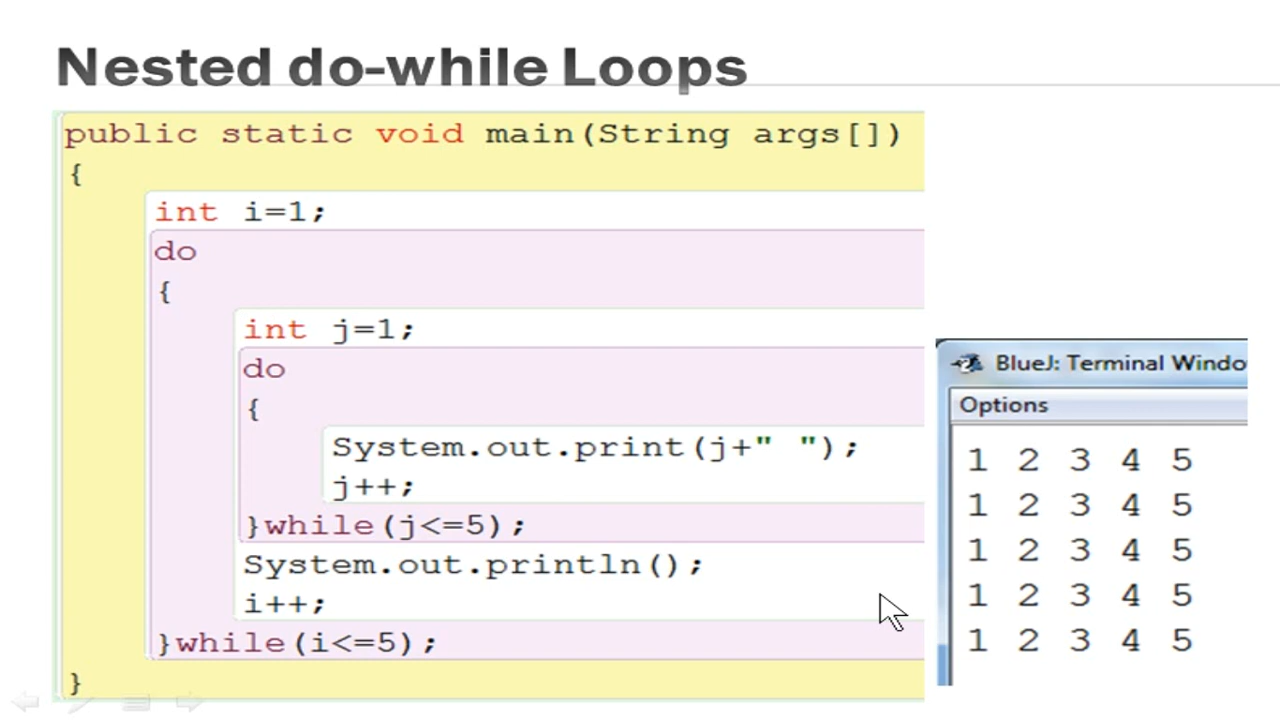 Nested do-while Loops
public static void main(String args[])
{
int i=1;
do
{
int j=1;
do
{
System.out.print(j+" ");
j++;
}while(j<=5);
System.out.println();
i++;
}while(i<=5);
}
BlueJ: Terminal Windo
Options
1 2 3 4 5
1 2 3 4 5
1 2 3 4 5
1 2 3 4 5
1 2 3 4 5